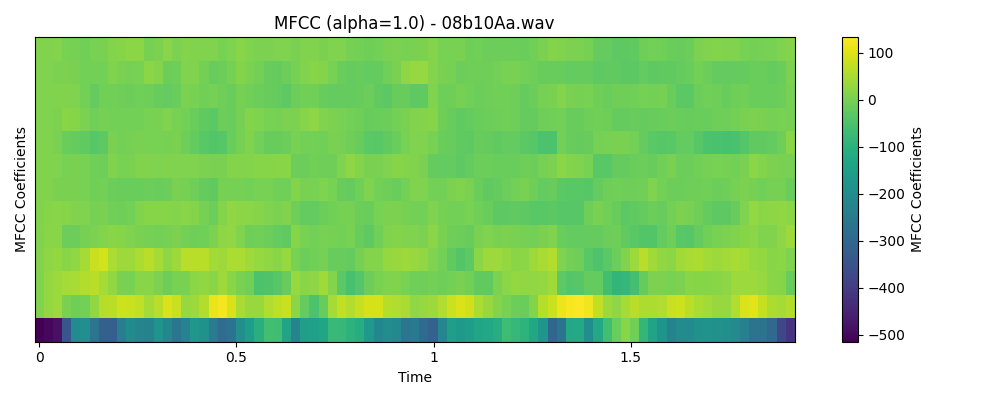 MFCC (alpha=1.0) - 08b10Aa.wav
MFCC Coefficients
0
0.5
1
1.5
Time
100
0
−100
−200
−300
−400
−500
MFCC Coefficients